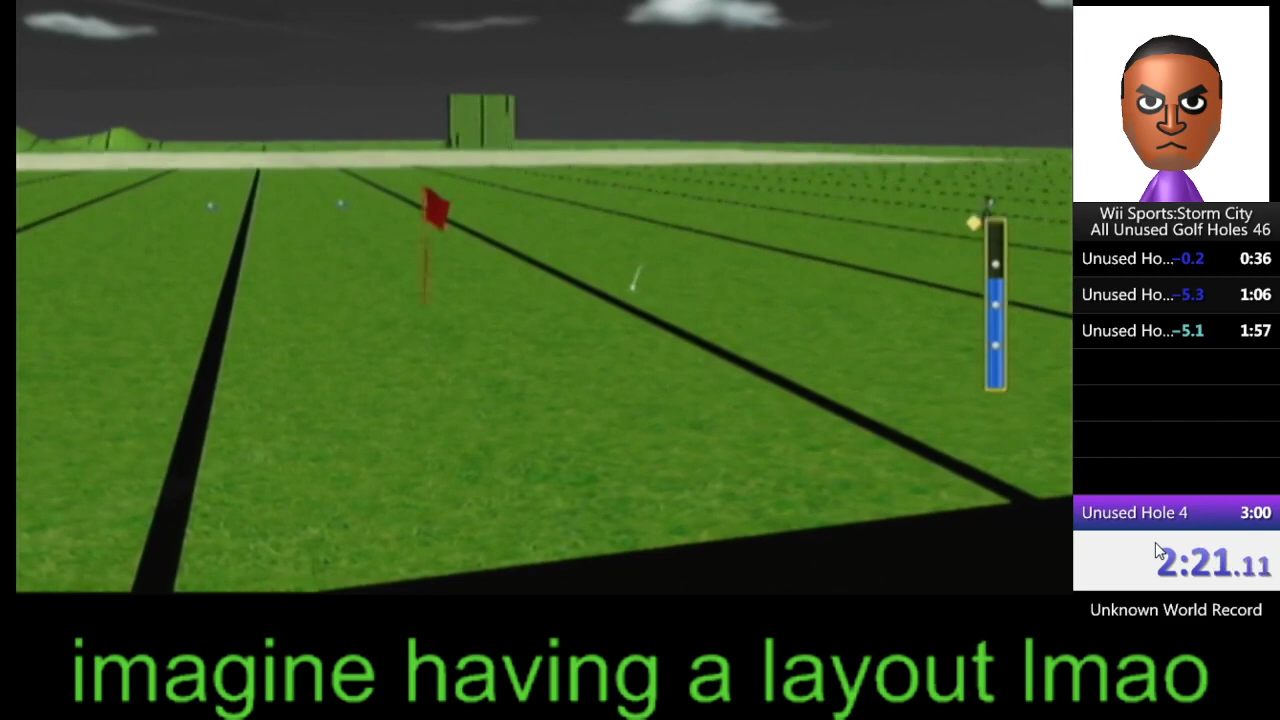 Wii Sports:Storm City
All Unused Golf Holes 46
Unused Ho...-0.2 0:36
Unused Ho...-5.3 1:06
Unused Ho...-5.1 1:57
Unused Hole 4 3:00
2:21.11
Unknown World Record
imagine having a layout lmao